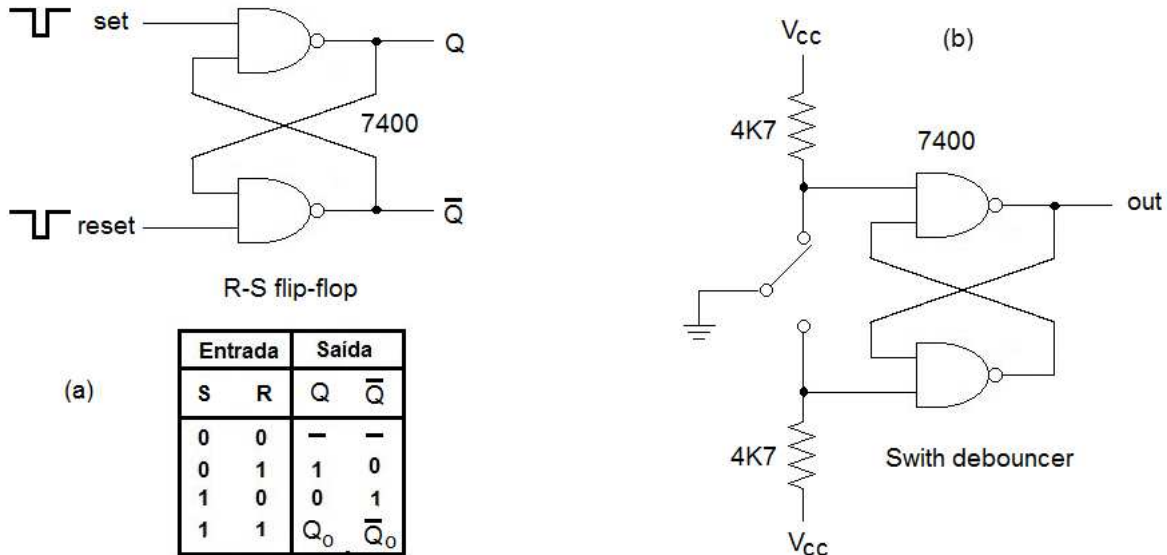 set
Q
7400
reset
Q̅
R-S flip-flop
(a)
Entrada Saída
S R Q Q̅
0 0 – –
0 1 1 0
1 0 0 1
1 1 Q₀ Q̅₀
(b)
VCC
4K7
7400
out
4K7
Swith debouncer
VCC